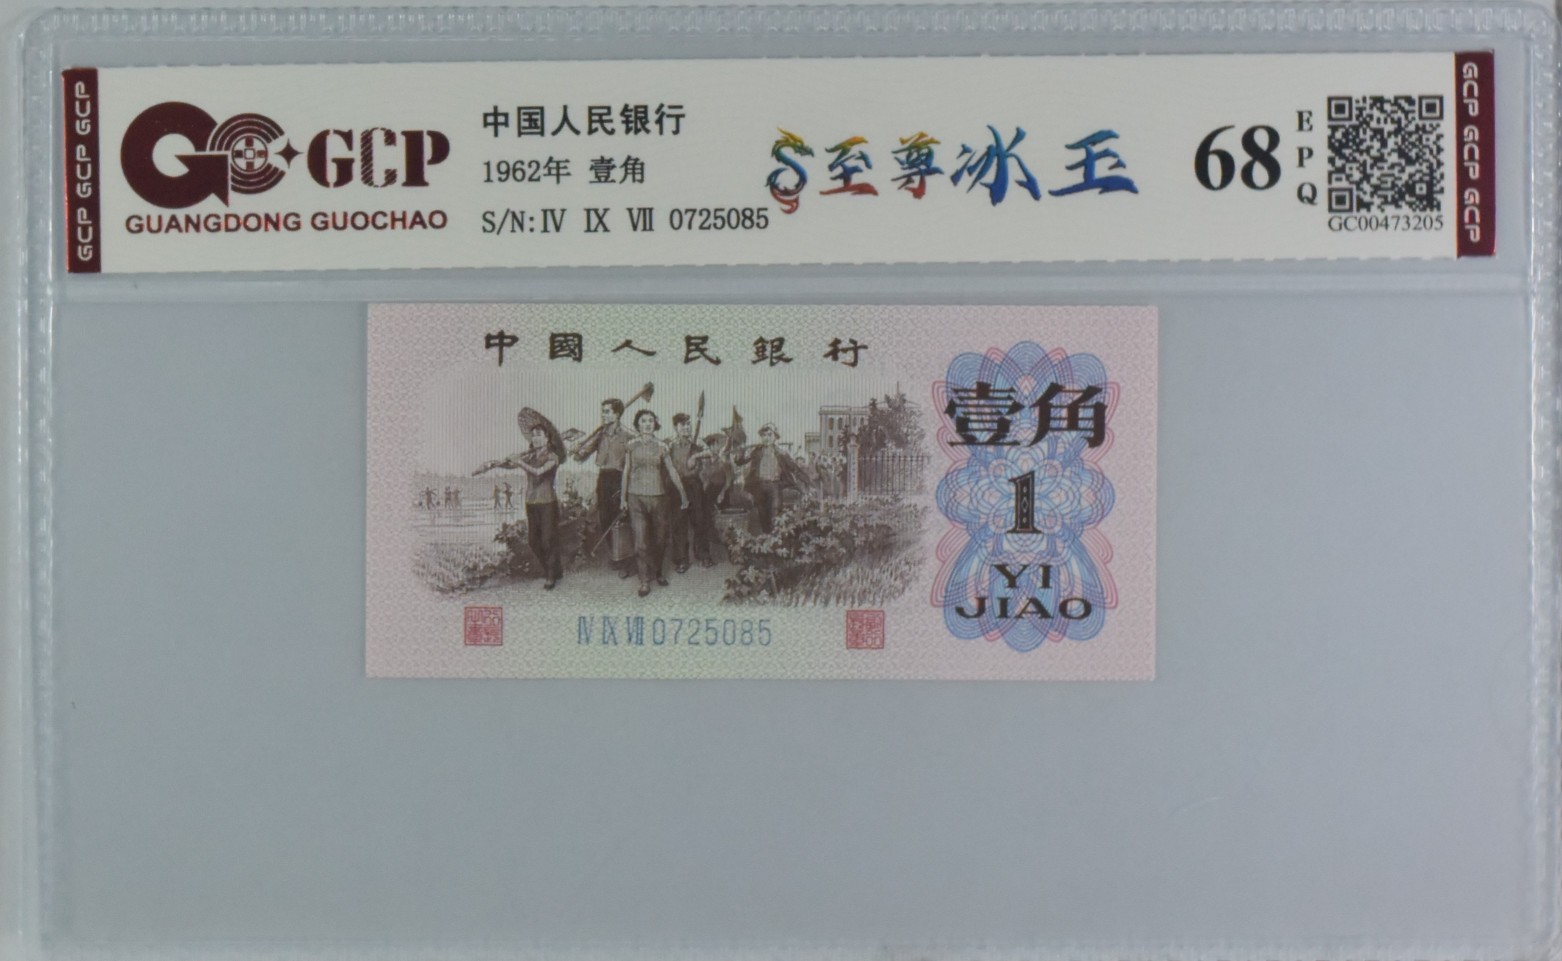 GCP GCP GCP
GCP
GUANGDONG GUOCHAO
中国人民银行
1962年 壹角
S/N:IV IX VII 0725085
至尊冰玉
68
EPQ
GC00473205
GCP GCP GCP
中國人民銀行
壹角
1
YI
JIAO
IV IX VII 0725085